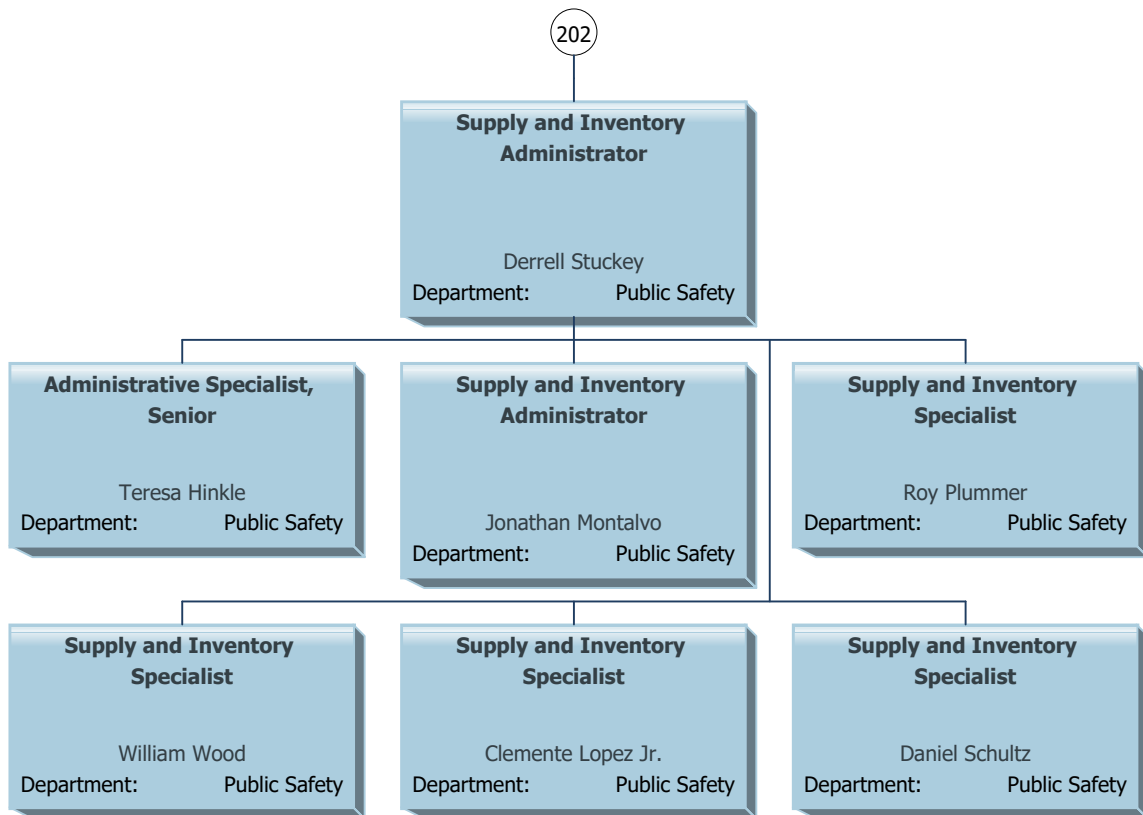 202
Supply and Inventory
Administrator
Derrell Stuckey
Department: Public Safety
Administrative Specialist,
Senior
Teresa Hinkle
Department: Public Safety
Supply and Inventory
Administrator
Jonathan Montalvo
Department: Public Safety
Supply and Inventory
Specialist
Roy Plummer
Department: Public Safety
Supply and Inventory
Specialist
William Wood
Department: Public Safety
Supply and Inventory
Specialist
Clemente Lopez Jr.
Department: Public Safety
Supply and Inventory
Specialist
Daniel Schultz
Department: Public Safety